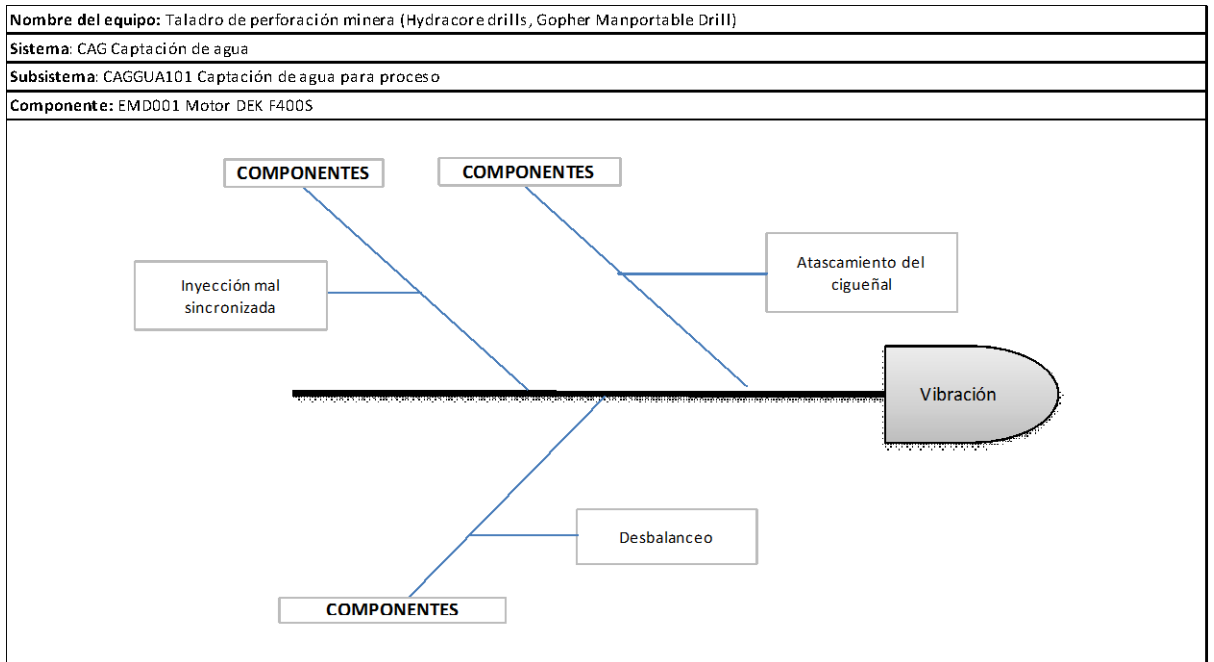 Nombre del equipo: Taladro de perforación minera (Hydracore drills, Gopher Manportable Drill)
Sistema: CAG Captación de agua
Subsistema: CAGGUA101 Captación de agua para proceso
Componente: EMD001 Motor DEK F400S
COMPONENTES
COMPONENTES
Inyección mal
sincronizada
Atascamiento del
cigueñal
Vibración
Desbalanceo
COMPONENTES